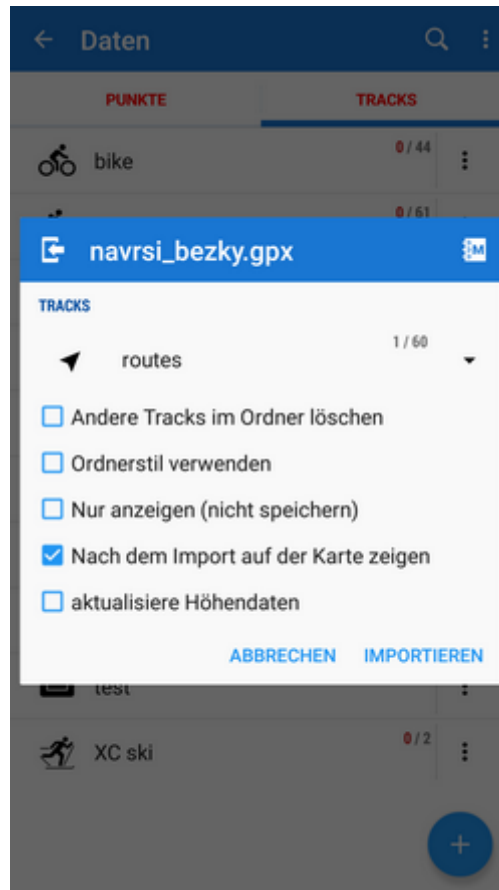 Daten
PUNKTE
TRACKS
bike
0 / 44
0 / 61
navrsi_bezky.gpx
TRACKS
routes
1 / 60
Andere Tracks im Ordner löschen
Ordnerstil verwenden
Nur anzeigen (nicht speichern)
Nach dem Import auf der Karte zeigen
aktualisiere Höhendaten
ABBRECHEN
IMPORTIEREN
test
XC ski
0 / 2